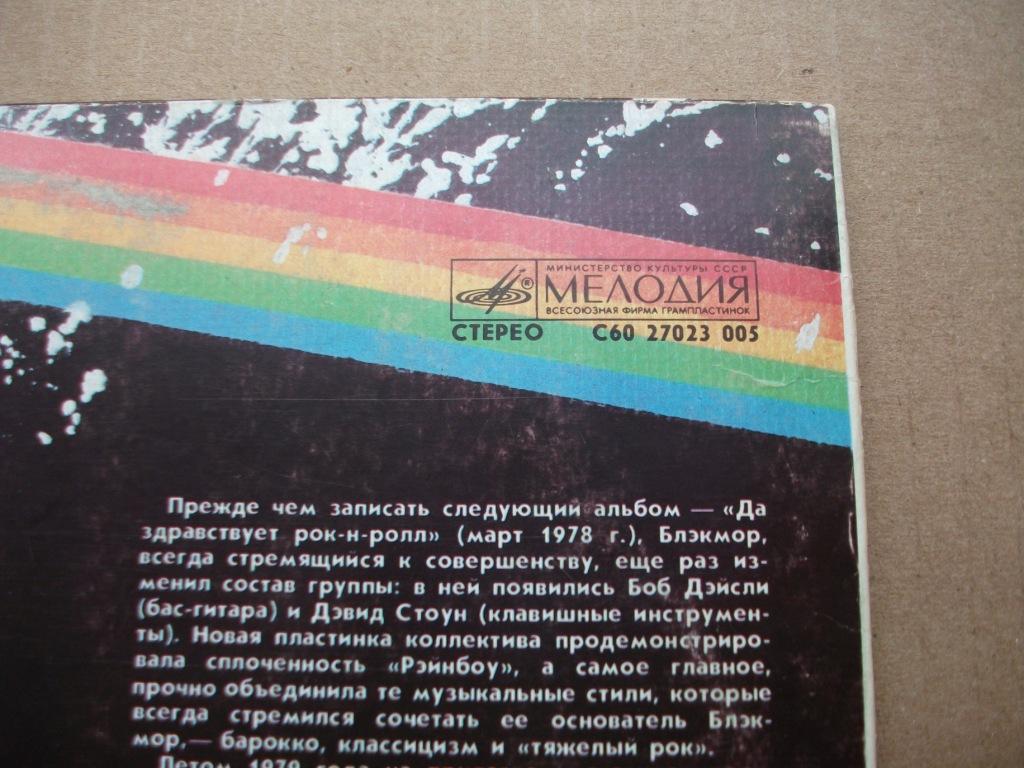 МИНИСТЕРСТВО КУЛЬТУРЫ СССР
® МЕЛОДИЯ
ВСЕСОЮЗНАЯ ФИРМА ГРАМПЛАСТИНОК
СТЕРЕО С60 27023 005
Прежде чем записать следующий альбом — «Да
здравствует рок-н-ролл» (март 1978 г.), Блэкмор,
всегда стремящийся к совершенству, еще раз из-
менил состав группы: в ней появились Боб Дэйсли
(бас-гитара) и Дэвид Стоун (клавишные инструмен-
ты). Новая пластинка коллектива продемонстриро-
вала сплоченность «Рэйнбоу», а самое главное,
прочно объединила те музыкальные стили, которые
всегда стремился сочетать ее основатель Блэк-
мор,— барокко, классицизм и «тяжелый рок».
Летом 1979 года